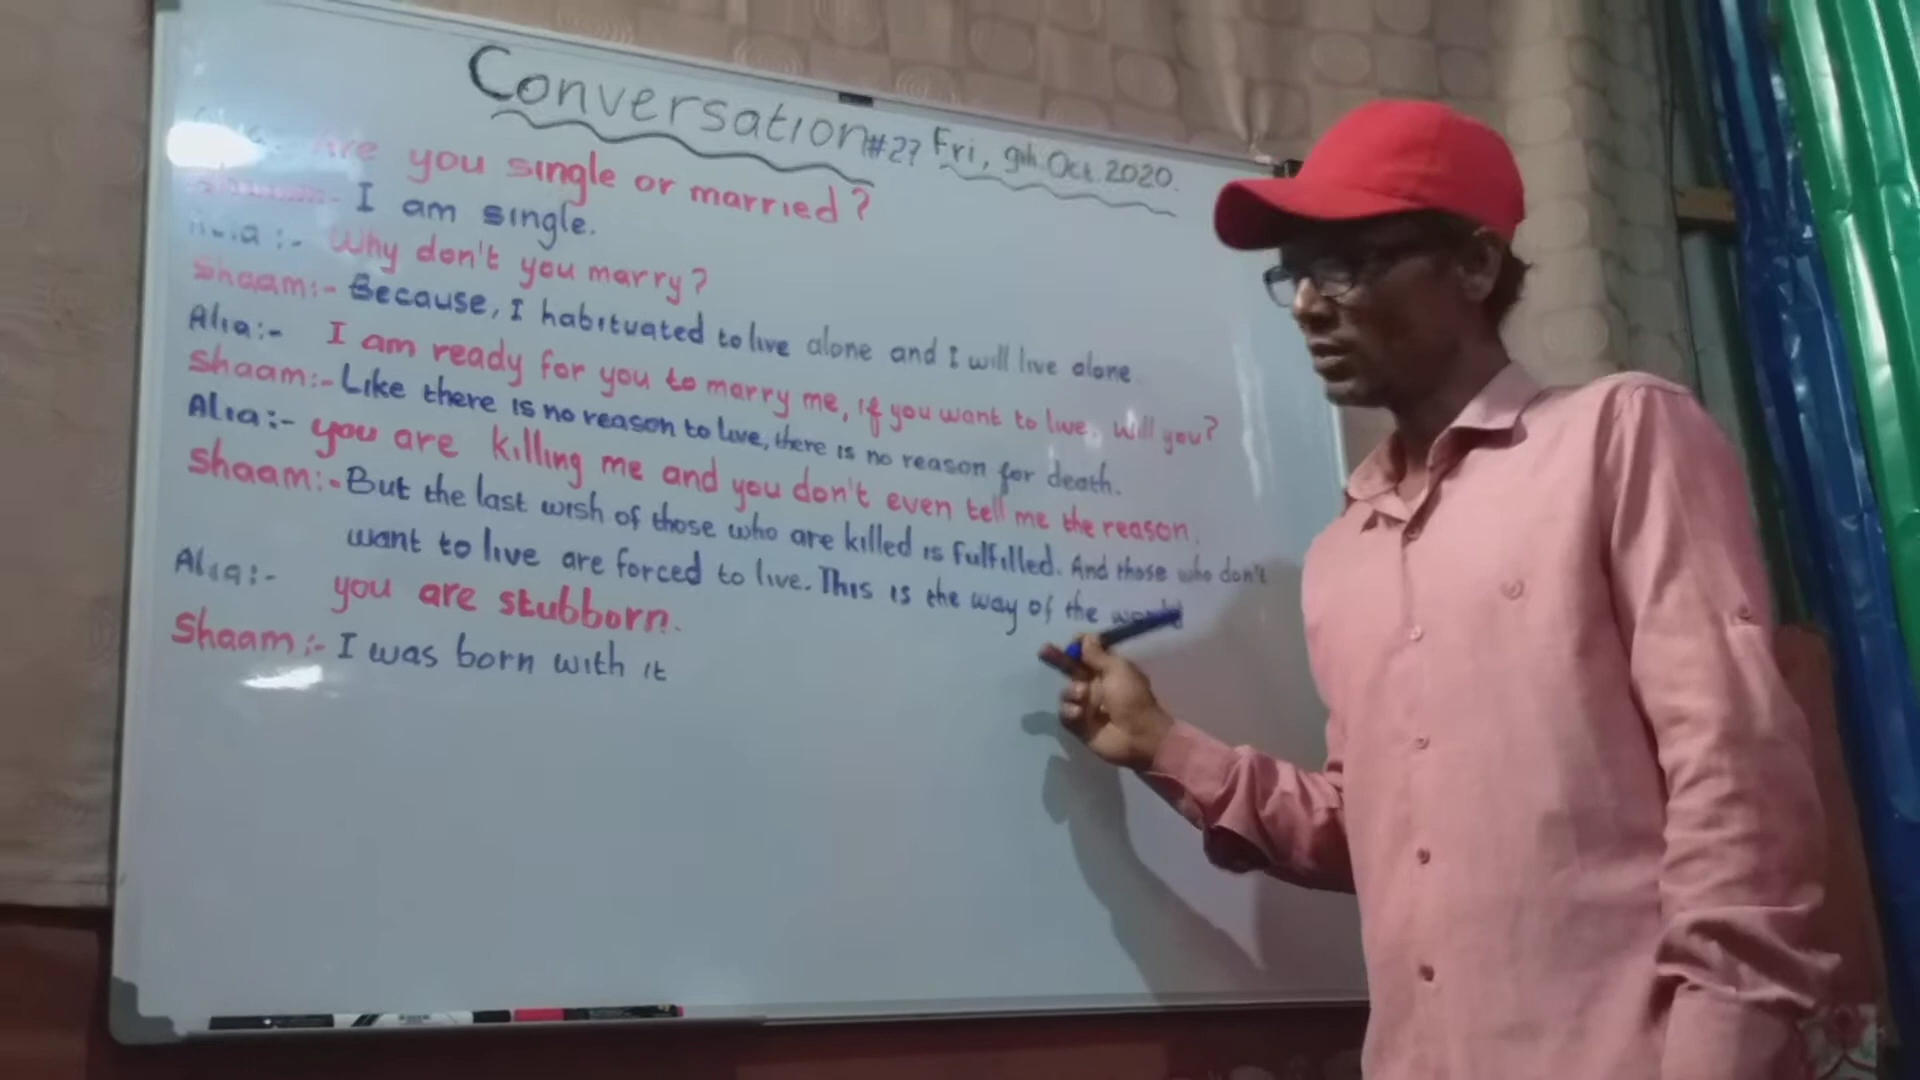 Conversation #27 Fri, 9th Oct. 2020.
Are you single or married?
I am single.
Why don't you marry?
Shaam:- Because, I habituated to live alone and I will live alone.
Alia:- I am ready for you to marry me, if you want to live, will you?
Shaam:- Like there is no reason to live, there is no reason for death.
Alia:- you are killing me and you don't even tell me the reason.
Shaam:- But the last wish of those who are killed is fulfilled. And those who don't
want to live are forced to live. This is the way of the world
Alia:- you are stubborn.
Shaam:- I was born with it